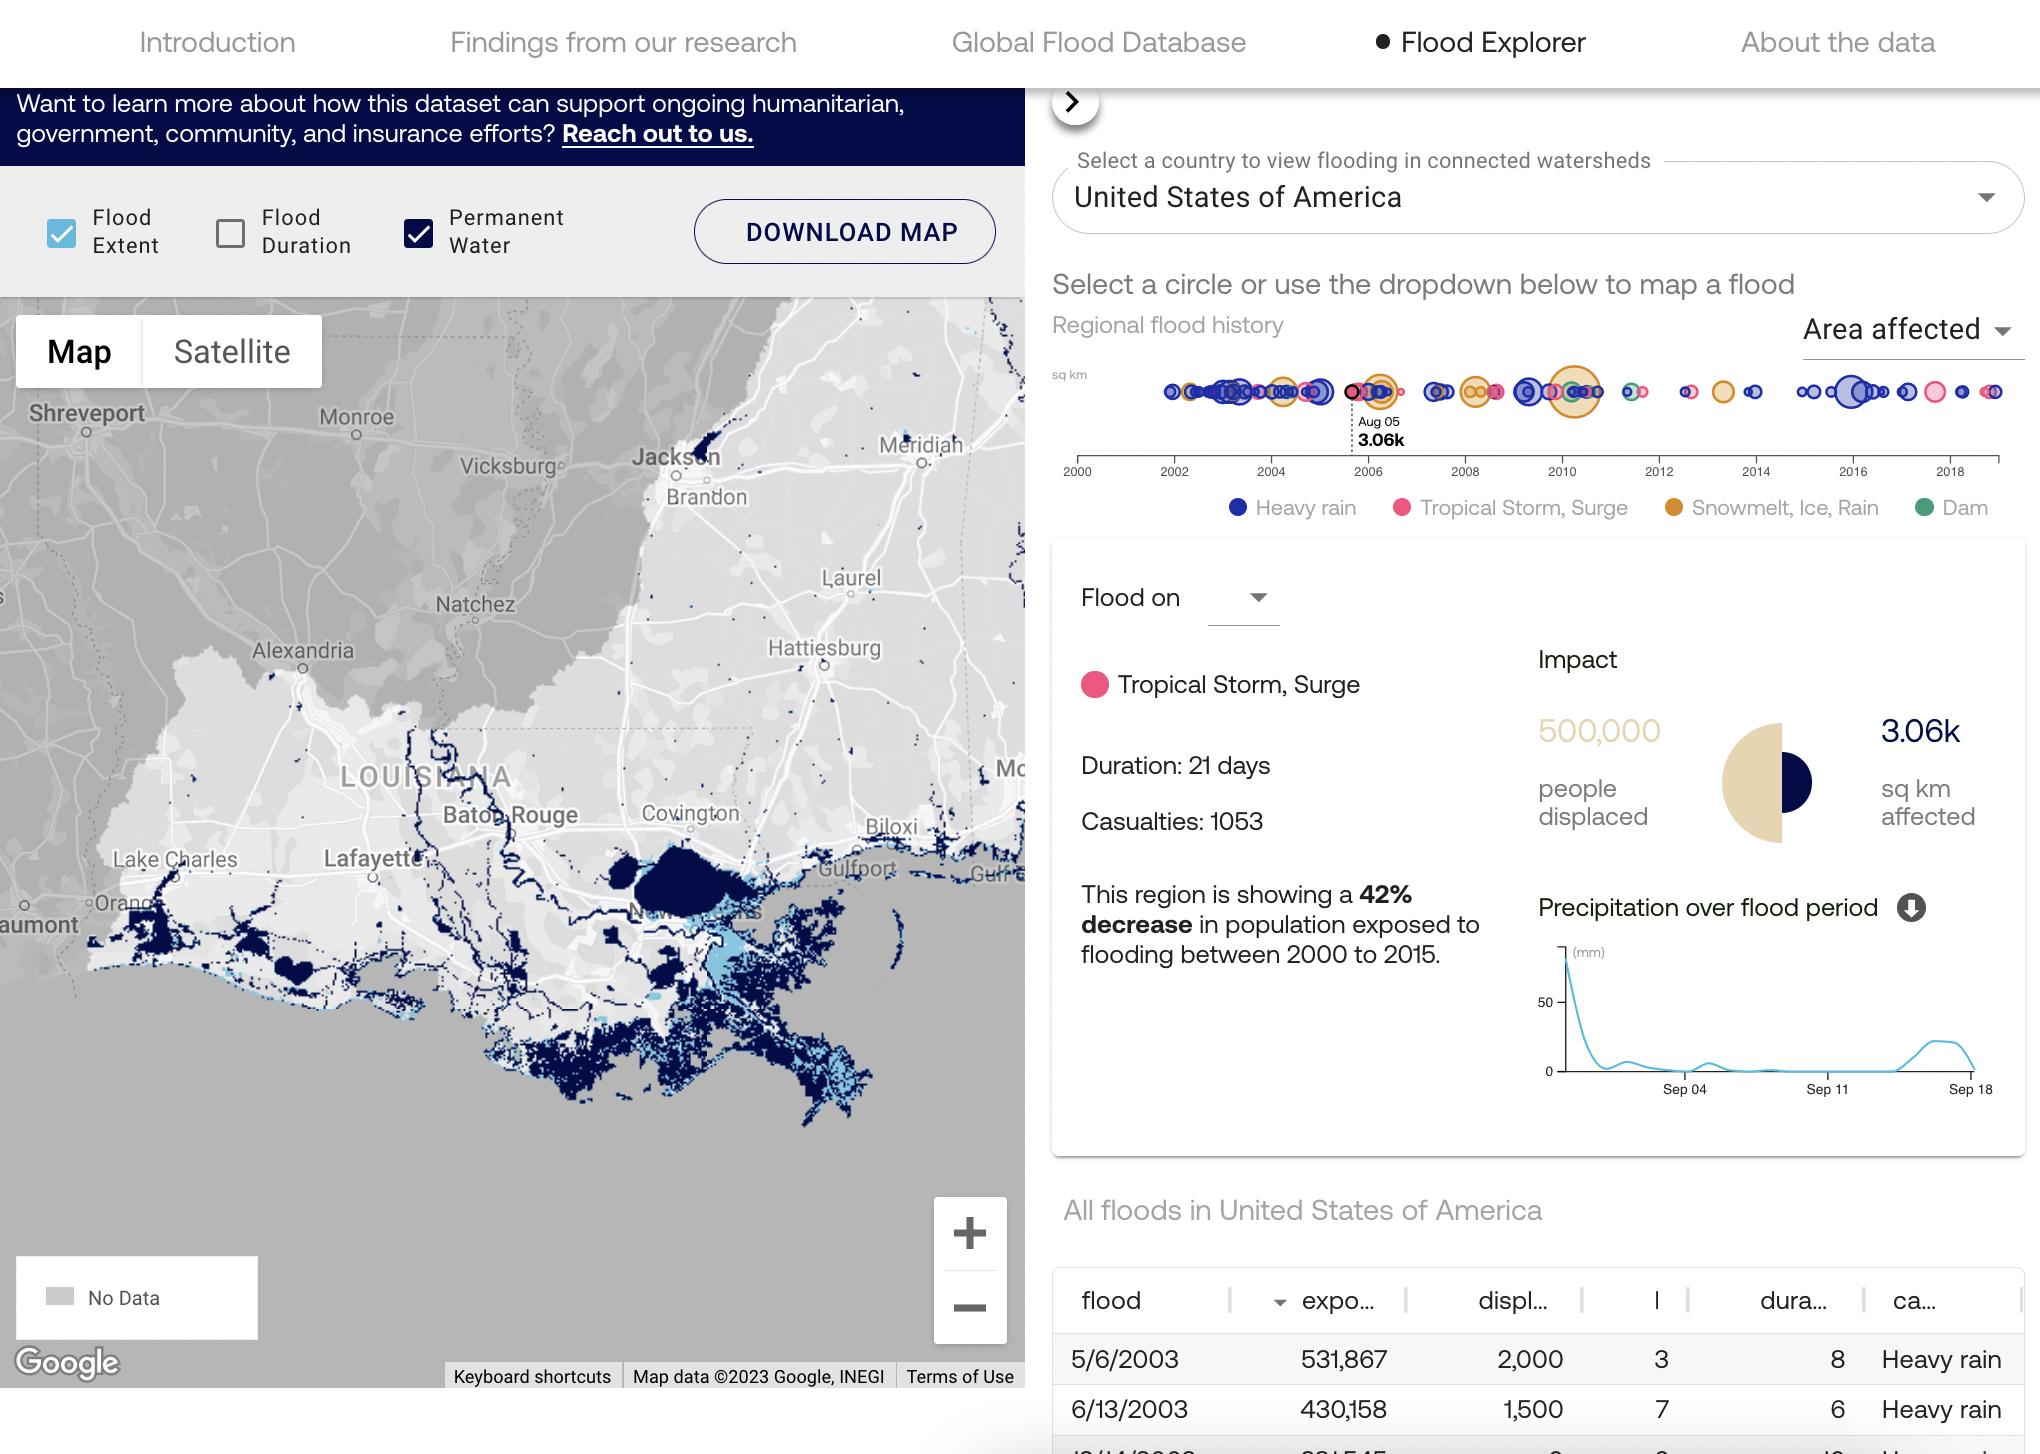 Introduction
Findings from our research
Global Flood Database
Flood Explorer
About the data
Want to learn more about how this dataset can support ongoing humanitarian,
government, community, and insurance efforts? Reach out to us.
Flood
Extent
Flood
Duration
Permanent
Water
DOWNLOAD MAP
Map
Satellite
Shreveport
Monroe
Vicksburg
Jackson
Meridian
Brandon
Laurel
Natchez
Hattiesburg
Alexandria
LOUISIANA
Baton Rouge
Covington
Biloxi
Lake Charles
Lafayette
Gulfport
aumont
No Data
Google
Keyboard shortcuts
Map data ©2023 Google, INEGI
Terms of Use
Select a country to view flooding in connected watersheds
United States of America
Select a circle or use the dropdown below to map a flood
Regional flood history
Area affected
sq km
Aug 05
3.06k
2000 2002 2004 2006 2008 2010 2012 2014 2016 2018
Heavy rain
Tropical Storm, Surge
Snowmelt, Ice, Rain
Dam
Flood on
Tropical Storm, Surge
Duration: 21 days
Casualties: 1053
This region is showing a 42%
decrease in population exposed to
flooding between 2000 to 2015.
Impact
500,000
people
displaced
3.06k
sq km
affected
Precipitation over flood period
(mm)
50
0
Sep 04 Sep 11 Sep 18
All floods in United States of America
flood expo... displ... l dura... ca...
5/6/2003 531,867 2,000 3 8 Heavy rain
6/13/2003 430,158 1,500 7 6 Heavy rain